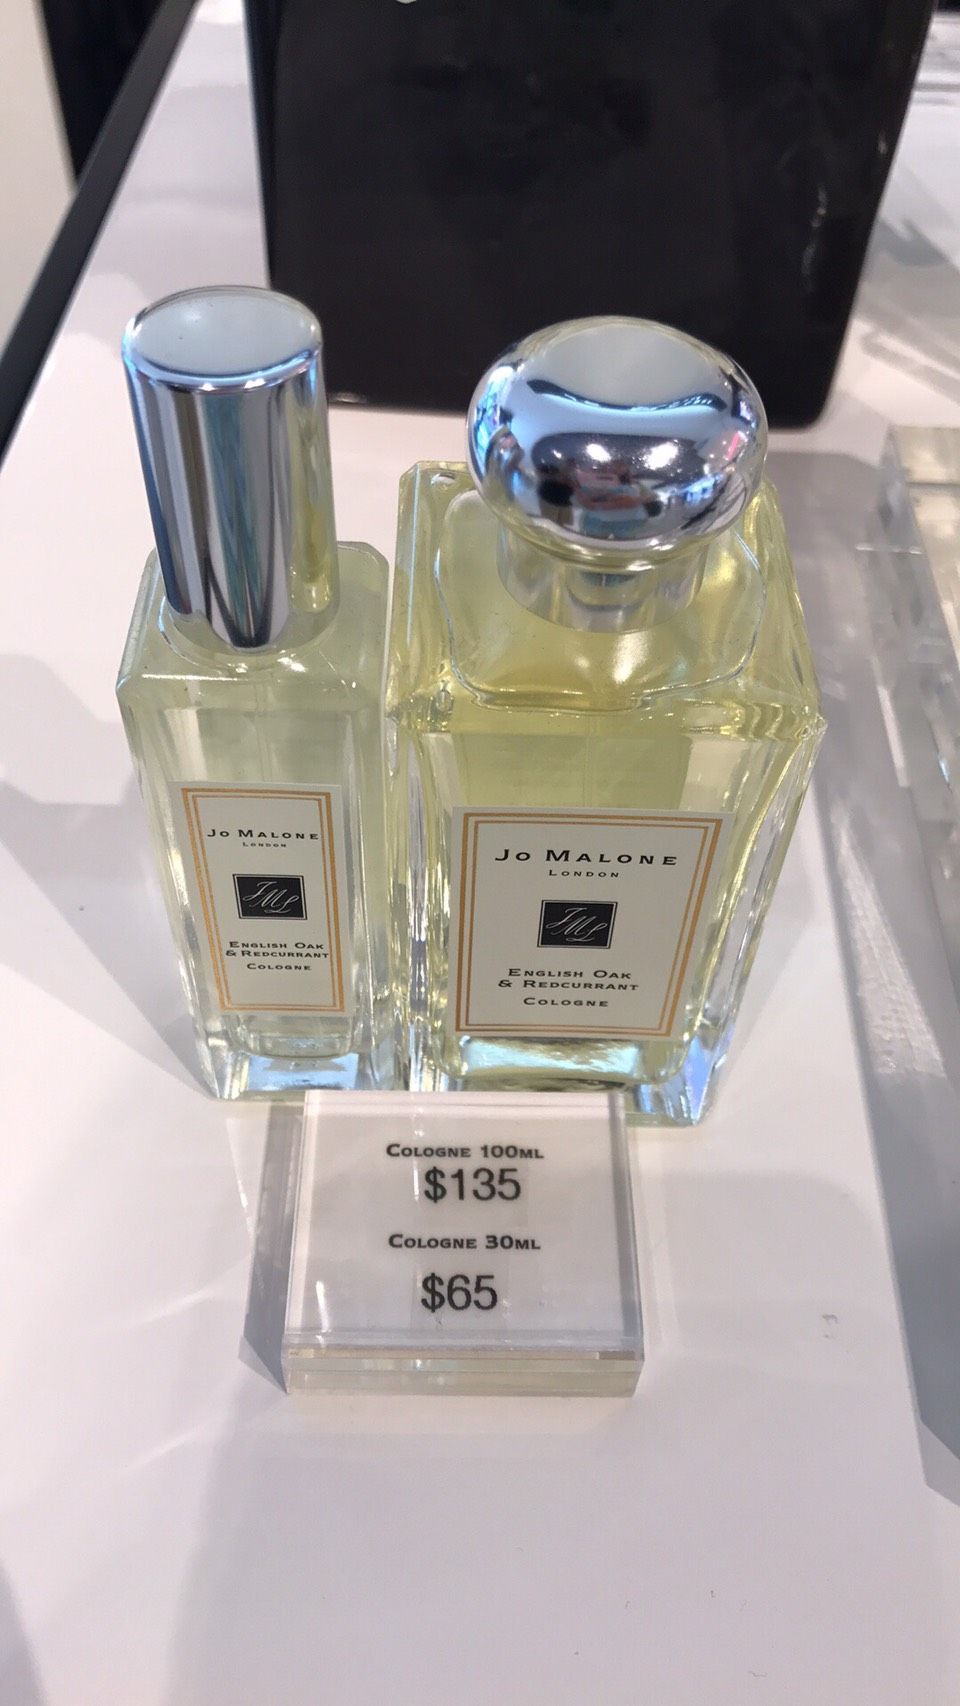 Jo Malone
London
JML
English Oak
& Redcurrant
Cologne
Jo Malone
London
JML
English Oak
& Redcurrant
Cologne
Cologne 100ml
$135
Cologne 30ml
$65